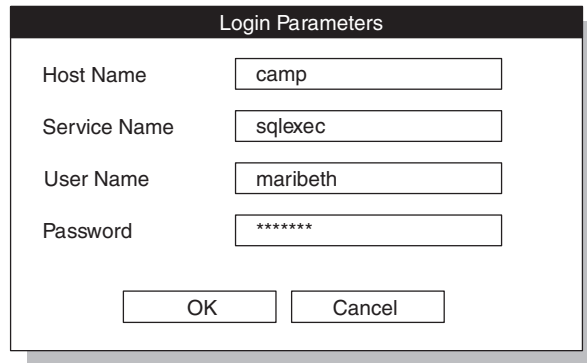 Login Parameters
Host Name camp
Service Name sqlexec
User Name maribeth
Password *******
OK Cancel